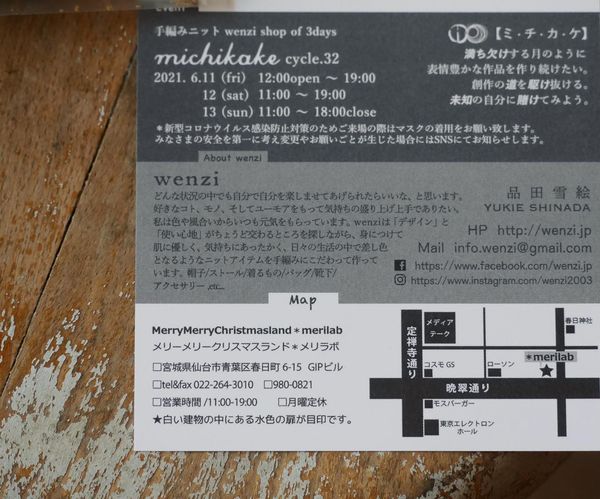 EVENT
手編みニット wenzi shop of 3days
michikake cycle.32
2021. 6.11 (fri) 12:00open 〜 19:00
12 (sat) 11:00 〜 19:00
13 (sun) 11:00 〜 18:00close
【ミ・チ・カ・ケ】
満ち欠けする月のように
表情豊かな作品を作り続けたい。
創作の道を駆け抜ける。
未知の自分に賭けてみよう。
＊新型コロナウイルス感染防止対策のためご来場の際はマスクの着用をお願い致します。
みなさまの安全を第一に考え変更やお願いごとが生じた場合にはSNSにてお知らせします。
About wenzi
wenzi
どんな状況の中でも自分で自分を楽しませてあげられたらいいな、と思います。
好きなコト、モノ、そしてユーモアをもって気持ちの盛り上げ上手でありたい。
私は色や風合いからいつも元気をもらっています。wenziは「デザイン」と
「使い心地」がちょうど交わるところを探しながら、身につけて
肌に優しく、気持ちにあったかく、日々の生活の中で差し色
となるようなニットアイテムを手編みにこだわって作って
います。帽子/ストール/着るもの/バッグ/靴下/
アクセサリー ,etc...
品田雪絵
YUKIE SHINADA
HP http://wenzi.jp
Mail info.wenzi@gmail.com
https://www.facebook.com/wenzi.jp
https://www.instagram.com/wenzi2003
Map
MerryMerryChristmasland＊merilab
メリーメリークリスマスランド＊メリラボ
□宮城県仙台市青葉区春日町 6-15 GIPビル
□tel&fax 022-264-3010 □980-0821
□営業時間 /11:00-19:00 □月曜定休
★白い建物の中にある水色の扉が目印です。
定禅寺通り
メディア
テーク
春日神社
コスモ GS
ローソン
＊merilab
★
晩翠通り
モスバーガー
東京エレクトロン
ホール